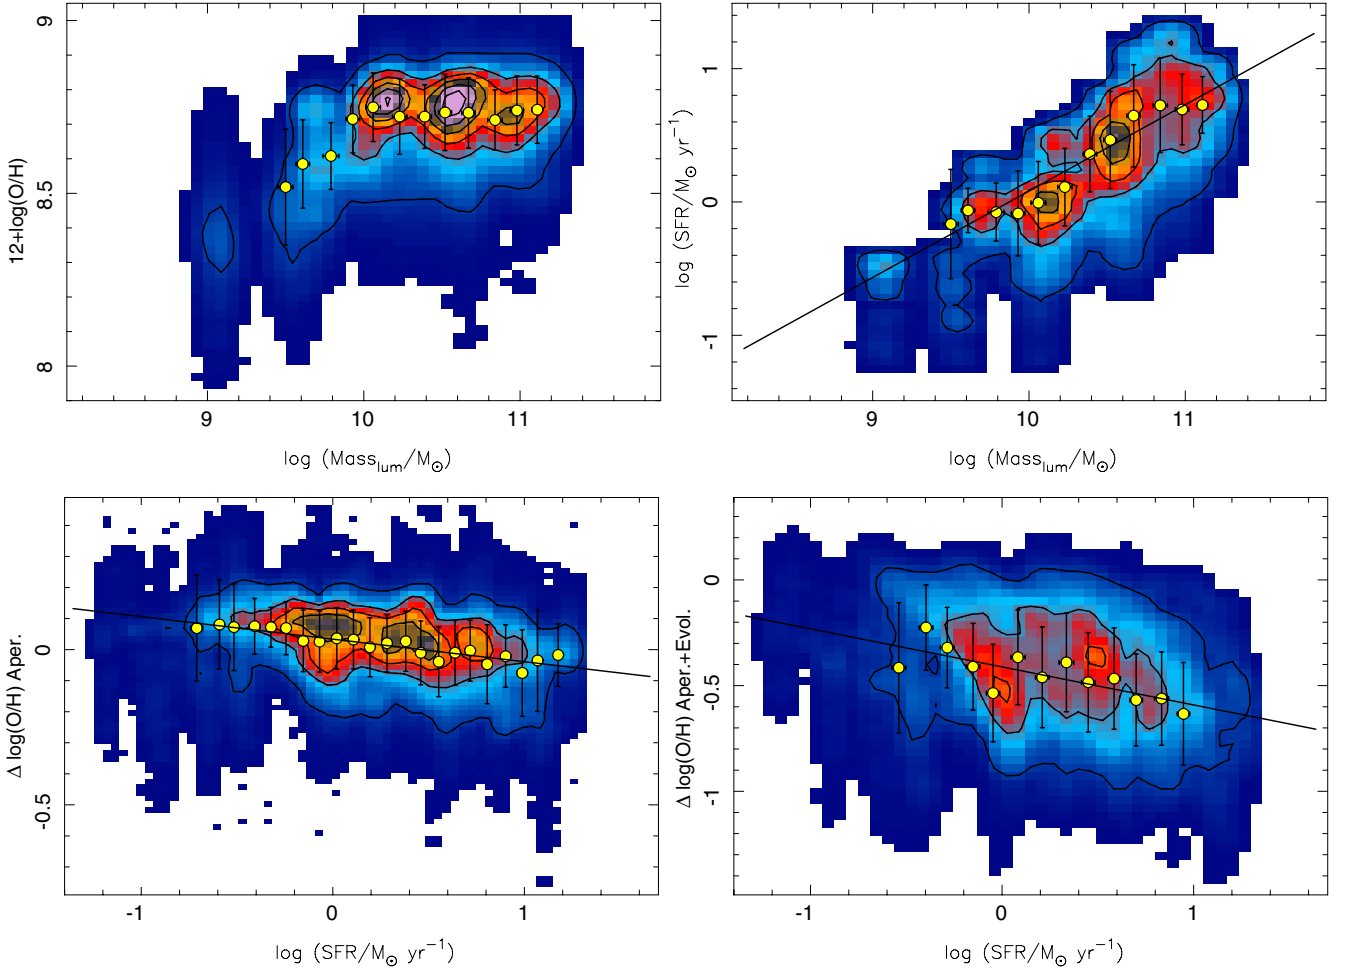 9
8.5
8
12+log(O/H)
9 10 11
log (Mass_lum/M_⊙)
1
0
-1
log (SFR/M_⊙ yr^−1)
9 10 11
log (Mass_lum/M_⊙)
0
-0.5
Δ log(O/H) Aper.
-1 0 1
log (SFR/M_⊙ yr^−1)
0
-0.5
-1
Δ log(O/H) Aper.+Evol.
-1 0 1
log (SFR/M_⊙ yr^−1)